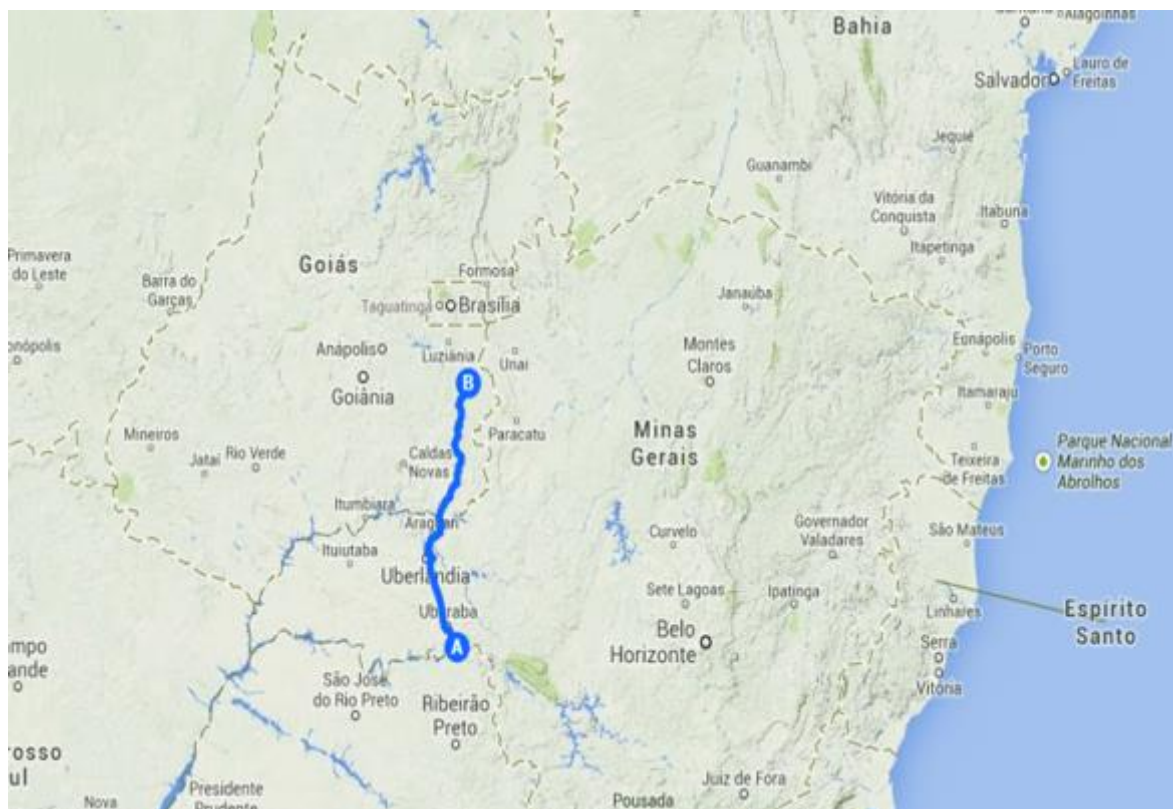 Bahia
Alagoinhas
Salvador
Lauro de
Freitas
Jequié
Guanambi
Vitória da
Conquista
Itabuna
Itapetinga
Primavera
do Leste
Goiás
Barra do
Garças
Formosa
Taguatinga
Brasília
Janaúba
Anápolis
Luziânia
Unaí
Goiânia
Montes
Claros
Eunápolis
Porto
Seguro
Itamaraju
B
Mineiros
Jataí
Rio Verde
Caldas
Novas
Paracatu
Minas
Gerais
Teixeira
de Freitas
Parque Nacional
Marinho dos
Abrolhos
Itumbiara
Ituiutaba
Uberlândia
Curvelo
Governador
Valadares
São Mateus
Sete Lagoas
Ipatinga
Linhares
Espírito
Santo
Uberaba
A
Belo
Horizonte
Serra
Vitória
São José
do Rio Preto
Ribeirão
Preto
Presidente
Juiz de Fora
Nova
Pousada